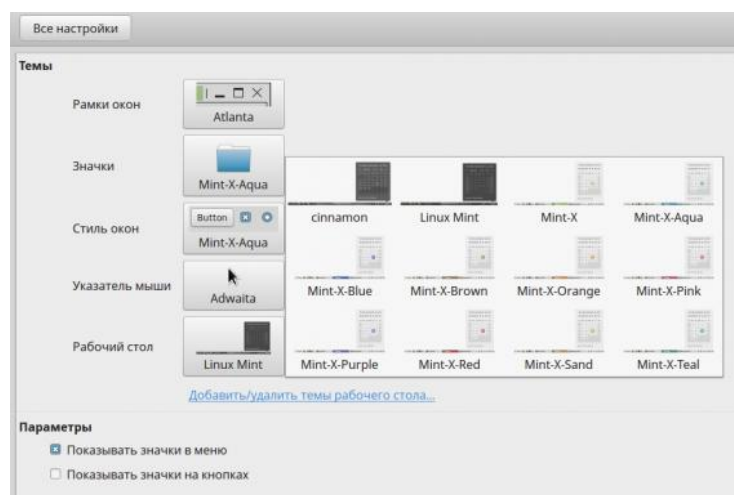 Все настройки
Темы
Рамки окон
Atlanta
Значки
Mint-X-Aqua
cinnamon Linux Mint Mint-X Mint-X-Aqua
Стиль окон
Button
Mint-X-Aqua
Mint-X-Blue Mint-X-Brown Mint-X-Orange Mint-X-Pink
Указатель мыши
Adwaita
Рабочий стол
Linux Mint
Mint-X-Purple Mint-X-Red Mint-X-Sand Mint-X-Teal
Добавить/удалить темы рабочего стола...
Параметры
Показывать значки в меню
Показывать значки на кнопках